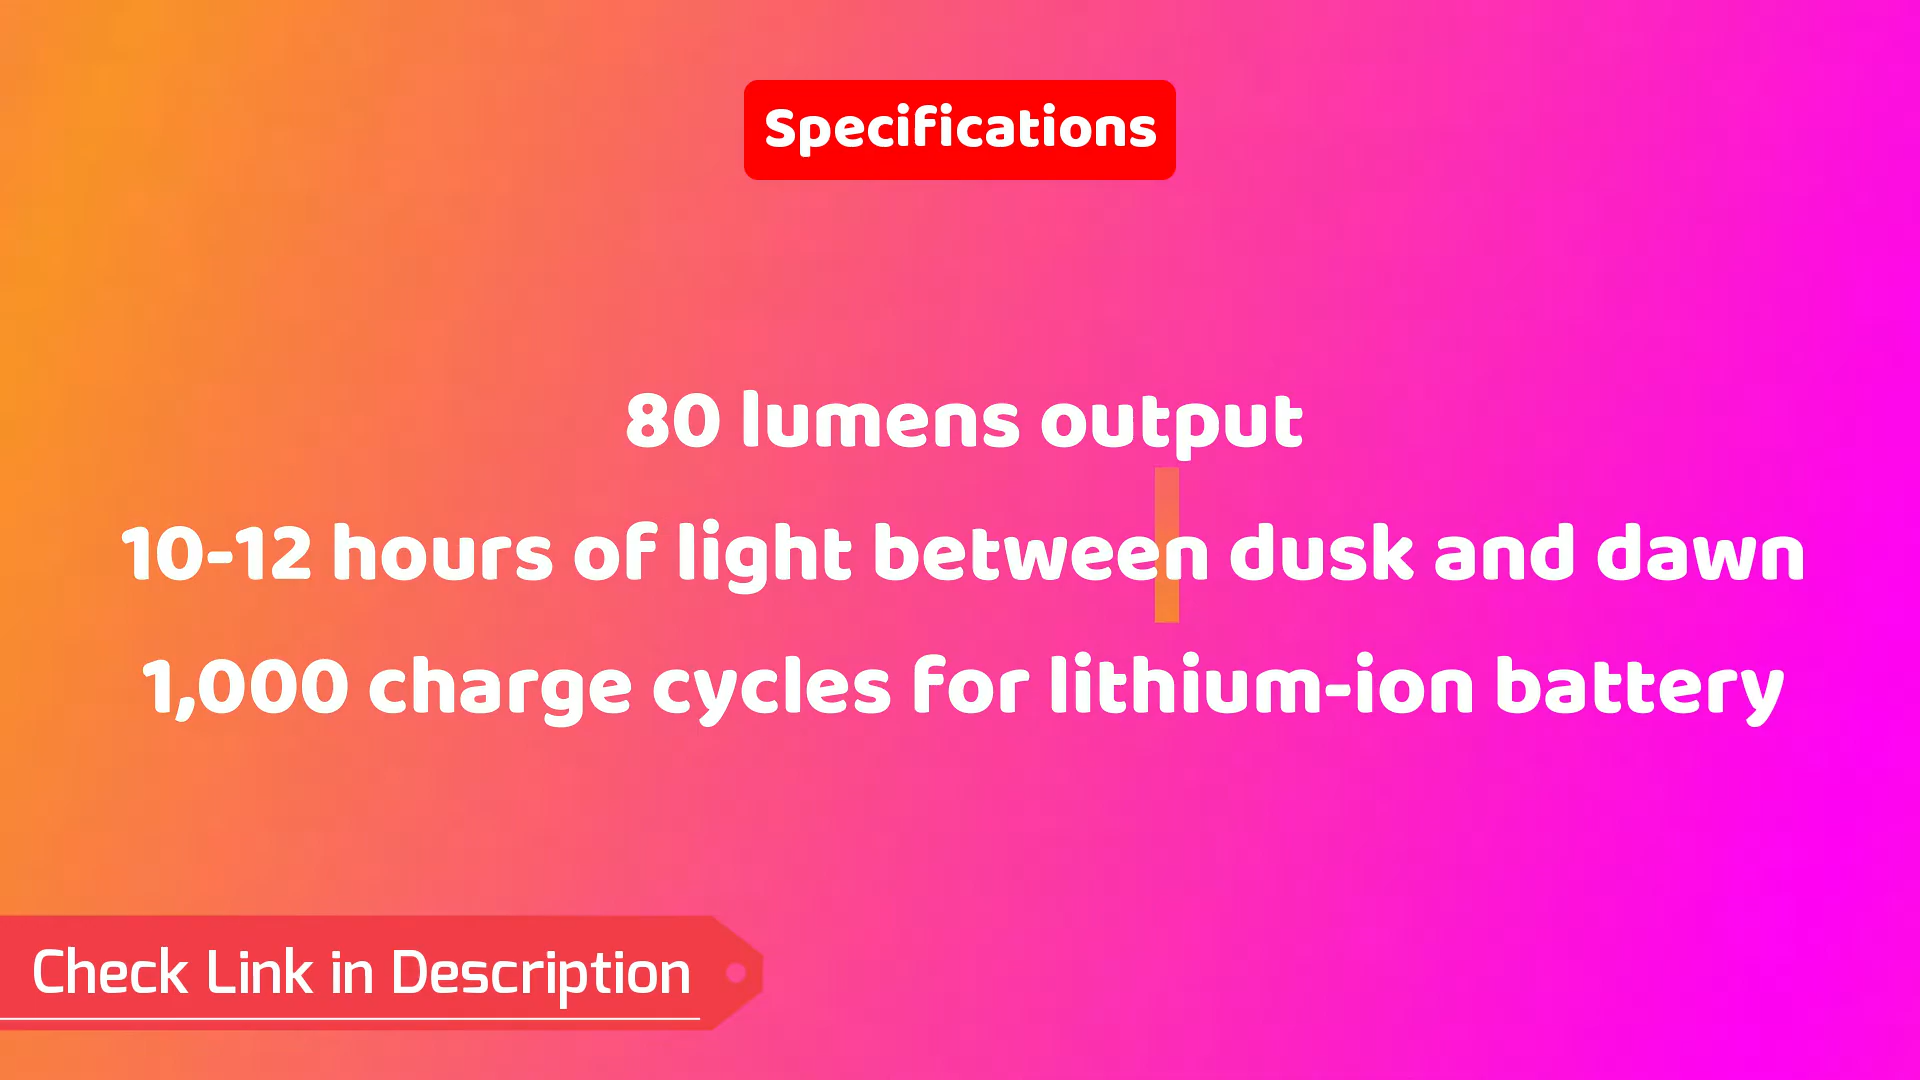 Specifications
80 lumens output
10-12 hours of light between dusk and dawn
1,000 charge cycles for lithium-ion battery
Check Link in Description